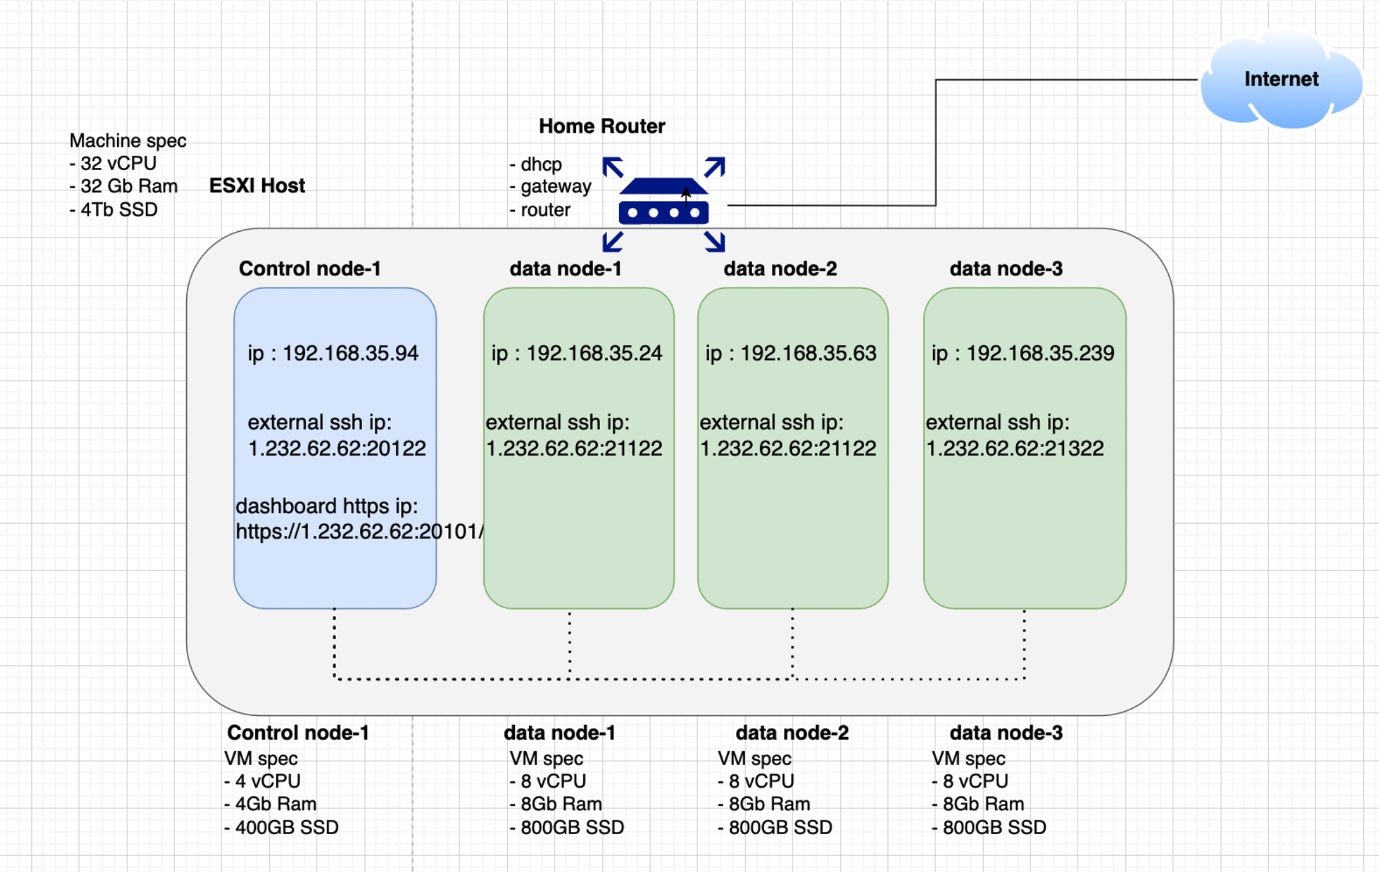 Internet
Home Router
- dhcp
- gateway
- router
Machine spec
- 32 vCPU
- 32 Gb Ram
- 4Tb SSD
ESXI Host
Control node-1
ip : 192.168.35.94
external ssh ip:
1.232.62.62:20122
dashboard https ip:
https://1.232.62.62:20101/
data node-1
ip : 192.168.35.24
external ssh ip:
1.232.62.62:21122
data node-2
ip : 192.168.35.63
external ssh ip:
1.232.62.62:21122
data node-3
ip : 192.168.35.239
external ssh ip:
1.232.62.62:21322
Control node-1
VM spec
- 4 vCPU
- 4Gb Ram
- 400GB SSD
data node-1
VM spec
- 8 vCPU
- 8Gb Ram
- 800GB SSD
data node-2
VM spec
- 8 vCPU
- 8Gb Ram
- 800GB SSD
data node-3
VM spec
- 8 vCPU
- 8Gb Ram
- 800GB SSD